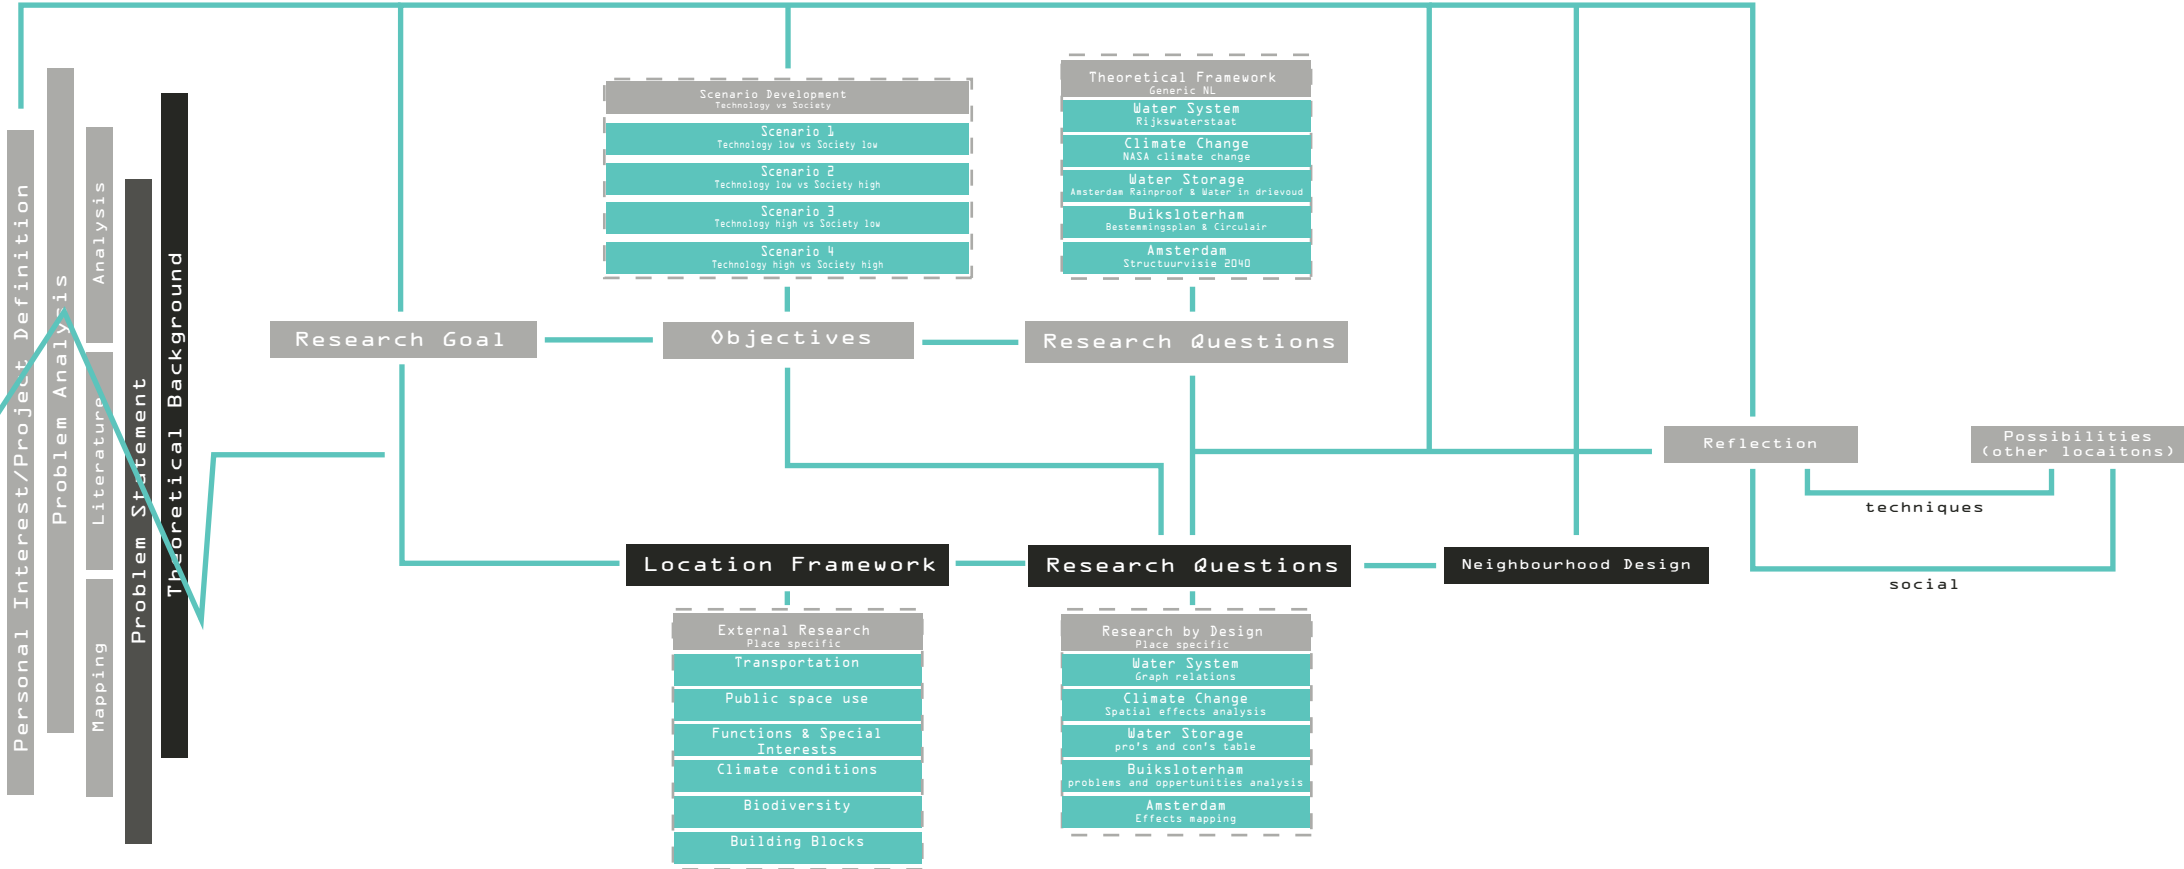 Personal Interest/Project Definition
Problem Analysis
Analysis
Literature
Mapping
Problem Statement
Theoretical Background
Research Goal
Scenario Development
Technology vs Society
Scenario 1
Technology low vs Society low
Scenario 2
Technology low vs Society high
Scenario 3
Technology high vs Society low
Scenario 4
Technology high vs Society high
Objectives
Theoretical Framework
Generic NL
Water System
Rijkswaterstaat
Climate Change
NASA climate change
Water Storage
Amsterdam Rainproof & Water in drievoud
Buiksloterham
Bestemmingsplan & Circulair
Amsterdam
Structuurvisie 2040
Research Questions
Location Framework
External Research
Place specific
Transportation
Public space use
Functions & Special
Interests
Climate conditions
Biodiversity
Building Blocks
Research Questions
Research by Design
Place specific
Water System
Graph relations
Climate Change
Spatial effects analysis
Water Storage
pro's and con's table
Buiksloterham
problems and oppertunities analysis
Amsterdam
Effects mapping
Neighbourhood Design
Reflection
Possibilities
(other locaitons)
techniques
social